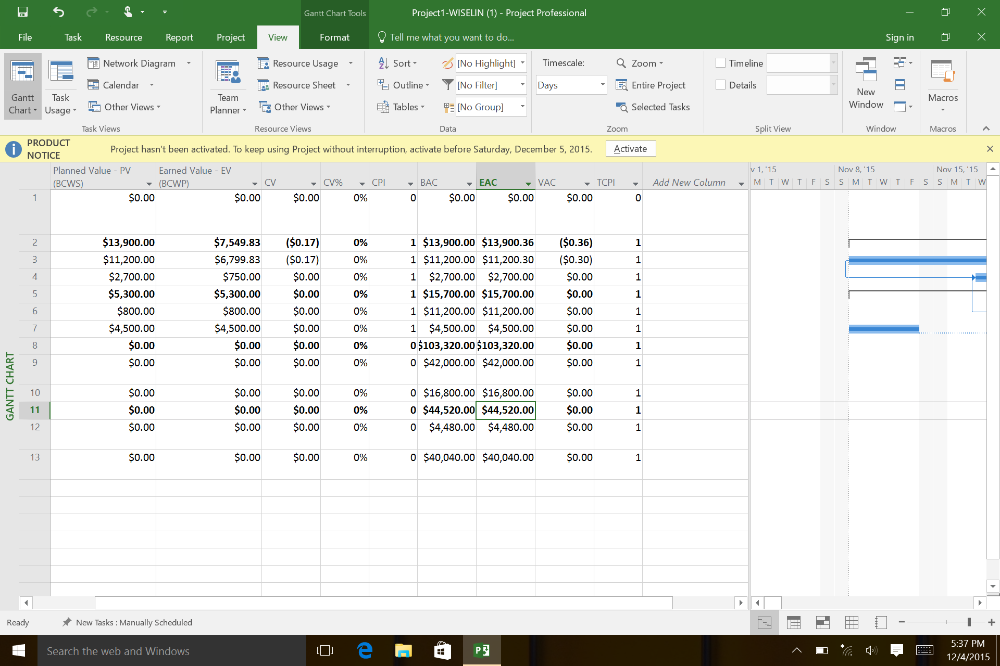 Gantt Chart Tools
Project1-WISELIN (1) - Project Professional
File Task Resource Report Project View Format Tell me what you want to do... Sign in
Gantt Chart
Task Usage
Network Diagram
Calendar
Other Views
Task Views
Team Planner
Resource Usage
Resource Sheet
Other Views
Resource Views
Sort
Outline
Tables
[No Highlight]
[No Filter]
[No Group]
Data
Timescale:
Days
Zoom
Entire Project
Selected Tasks
Zoom
Timeline
Details
Split View
New Window
Window
Macros
Macros
PRODUCT NOTICE
Project hasn't been activated. To keep using Project without interruption, activate before Saturday, December 5, 2015. Activate
Planned Value - PV (BCWS) Earned Value - EV (BCWP) CV CV% CPI BAC EAC VAC TCPI Add New Column
v 1, '15 Nov 8, '15 Nov 15, '15
M T W T F S S M T W T F S S M T W
1 $0.00 $0.00 $0.00 0% 0 $0.00 $0.00 $0.00 0
2 $13,900.00 $7,549.83 ($0.17) 0% 1 $13,900.00 $13,900.36 ($0.36) 1
3 $11,200.00 $6,799.83 ($0.17) 0% 1 $11,200.00 $11,200.30 ($0.30) 1
4 $2,700.00 $750.00 $0.00 0% 1 $2,700.00 $2,700.00 $0.00 1
5 $5,300.00 $5,300.00 $0.00 0% 1 $15,700.00 $15,700.00 $0.00 1
6 $800.00 $800.00 $0.00 0% 1 $11,200.00 $11,200.00 $0.00 1
7 $4,500.00 $4,500.00 $0.00 0% 1 $4,500.00 $4,500.00 $0.00 1
8 $0.00 $0.00 $0.00 0% 0 $103,320.00 $103,320.00 $0.00 1
9 $0.00 $0.00 $0.00 0% 0 $42,000.00 $42,000.00 $0.00 1
10 $0.00 $0.00 $0.00 0% 0 $16,800.00 $16,800.00 $0.00 1
11 $0.00 $0.00 $0.00 0% 0 $44,520.00 $44,520.00 $0.00 1
12 $0.00 $0.00 $0.00 0% 0 $4,480.00 $4,480.00 $0.00 1
13 $0.00 $0.00 $0.00 0% 0 $40,040.00 $40,040.00 $0.00 1
GANTT CHART
Ready New Tasks : Manually Scheduled
Search the web and Windows
5:37 PM
12/4/2015